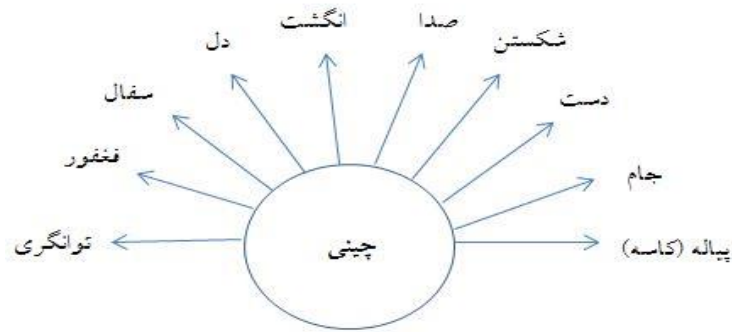 انگشت
صدا
شکستن
دل
دست
سفال
جام
فغفور
پیاله (کاسه)
چینی
توانگری